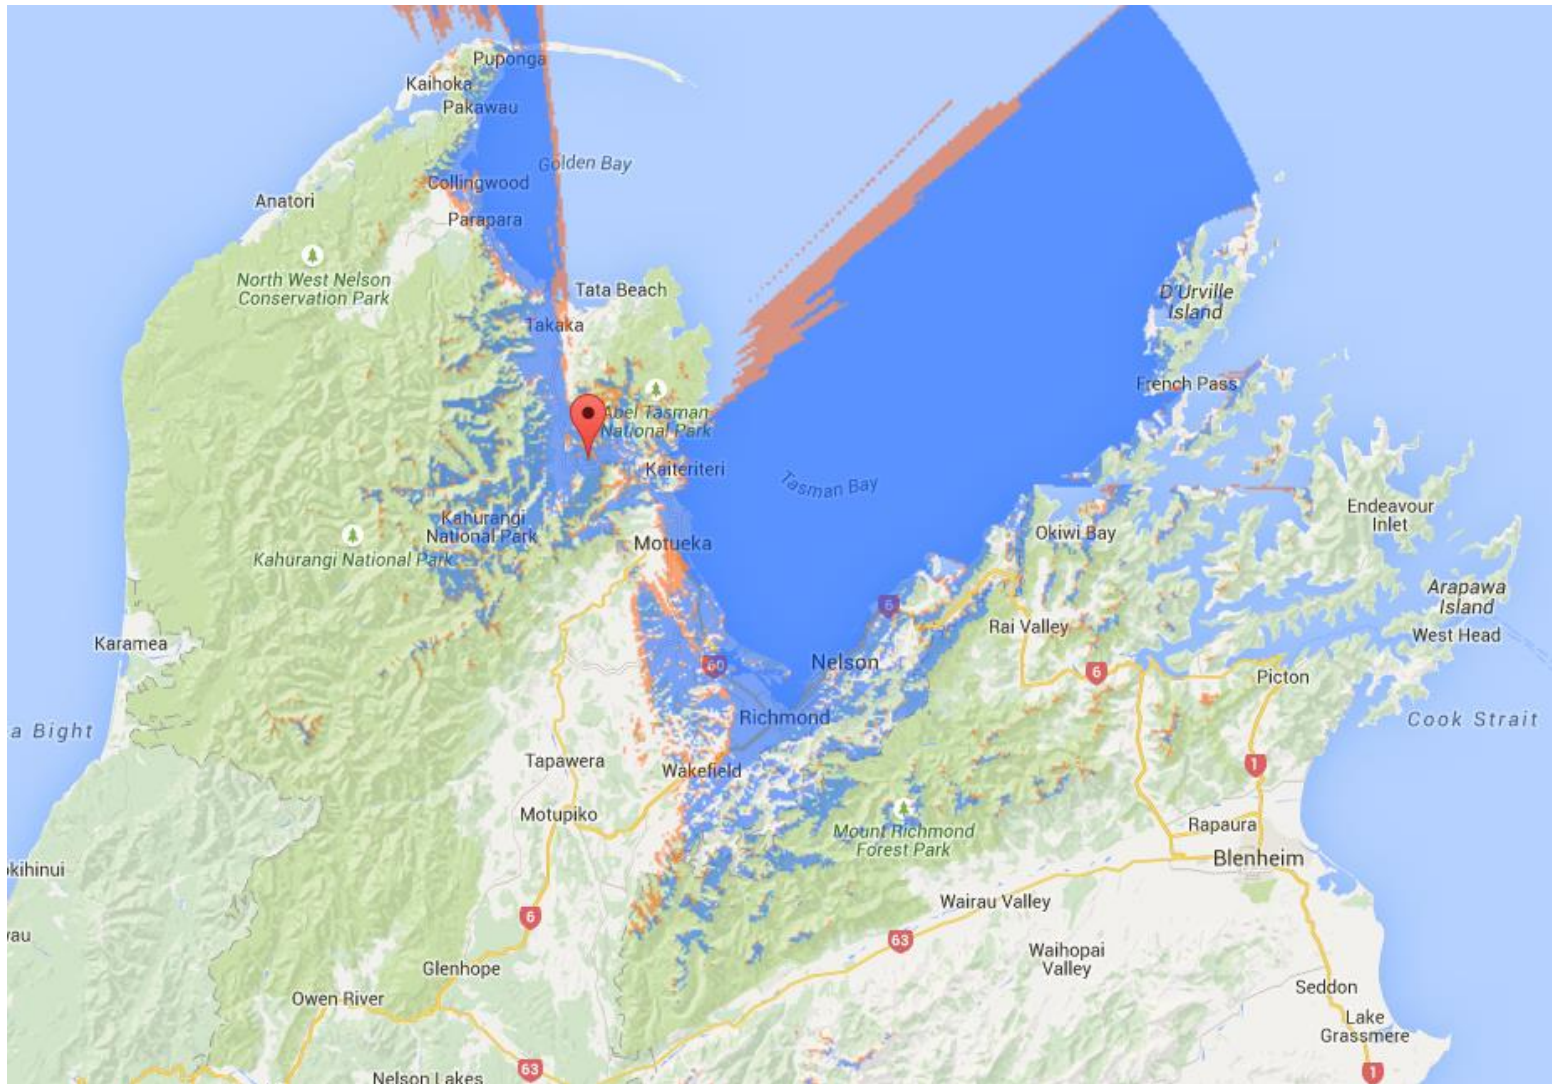 Puponga
Kaihoka
Pakawau
Golden Bay
Collingwood
Anatori
Parapara
North West Nelson
Conservation Park
Tata Beach
D'Urville
Island
Takaka
French Pass
Abel Tasman
National Park
Kaiteriteri
Tasman Bay
Endeavour
Inlet
Kahurangi
National Park
Okiwi Bay
Motueka
Kahurangi National Park
Arapawa
Island
6
Rai Valley
West Head
Karamea
60
Nelson
6
Picton
Richmond
Cook Strait
a Bight
Tapawera
Wakefield
1
Motupiko
Mount Richmond
Forest Park
Rapaura
Blenheim
okihinui
Wairau Valley
6
63
au
Waihopai
Valley
Glenhope
Seddon
Owen River
Lake
Grassmere
63
1
Nelson Lakes